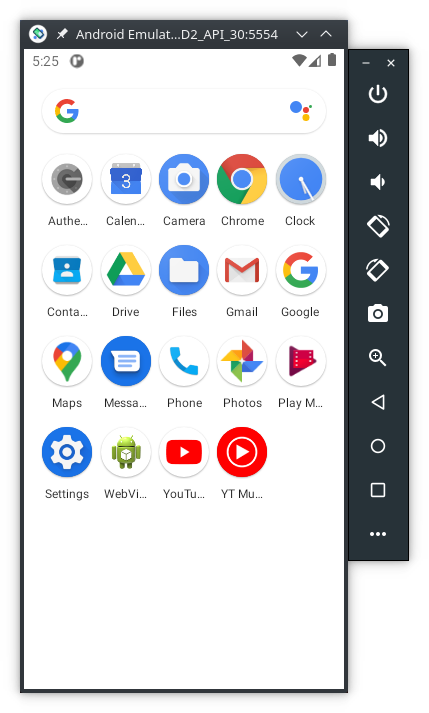 Android Emulat...D2_API_30:5554
5:25
Authe...
Calen...
Camera
Chrome
Clock
3
Conta...
Drive
Files
Gmail
Google
Maps
Messa...
Phone
Photos
Play M...
Settings
WebVi...
YouTu...
YT Mu...